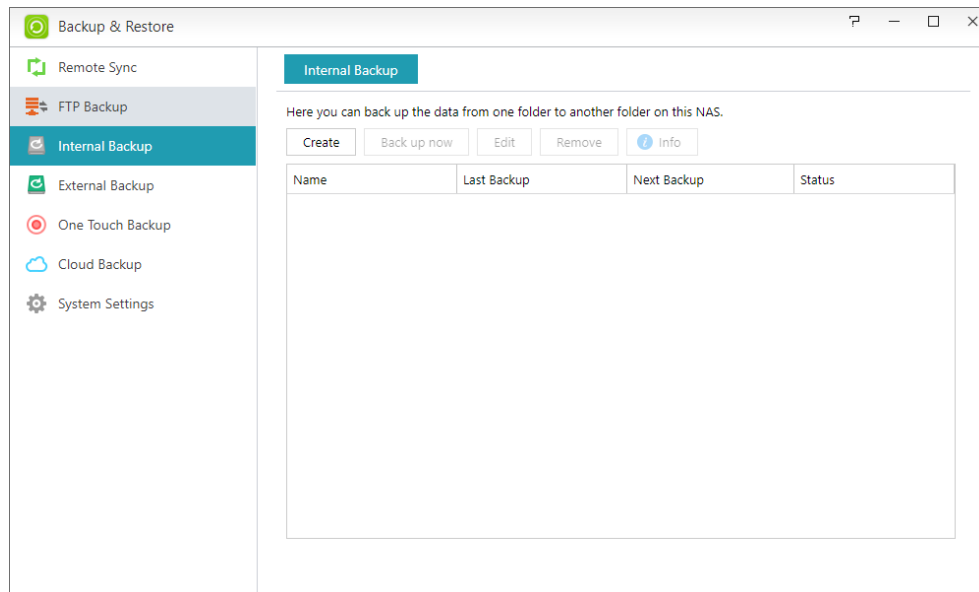 Backup & Restore
Remote Sync
FTP Backup
Internal Backup
External Backup
One Touch Backup
Cloud Backup
System Settings
Internal Backup
Here you can back up the data from one folder to another folder on this NAS.
Create Back up now Edit Remove i Info
Name Last Backup Next Backup Status